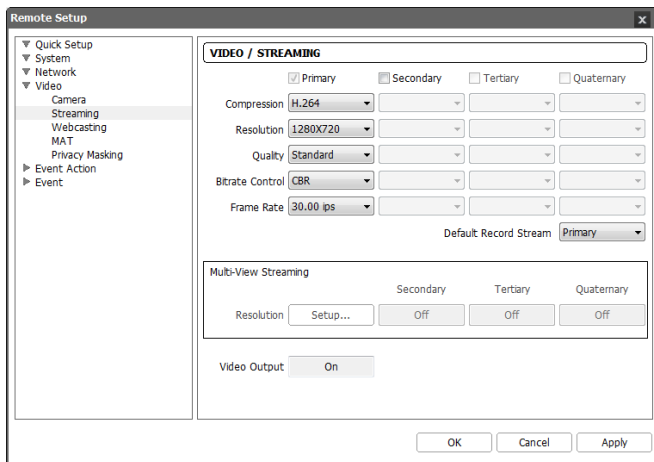 Remote Setup
x
Quick Setup
System
Network
Video
Camera
Streaming
Webcasting
MAT
Privacy Masking
Event Action
Event
VIDEO / STREAMING
Primary Secondary Tertiary Quaternary
Compression H.264
Resolution 1280X720
Quality Standard
Bitrate Control CBR
Frame Rate 30.00 ips
Default Record Stream Primary
Multi-View Streaming
Secondary Tertiary Quaternary
Resolution Setup... Off Off Off
Video Output On
OK Cancel Apply